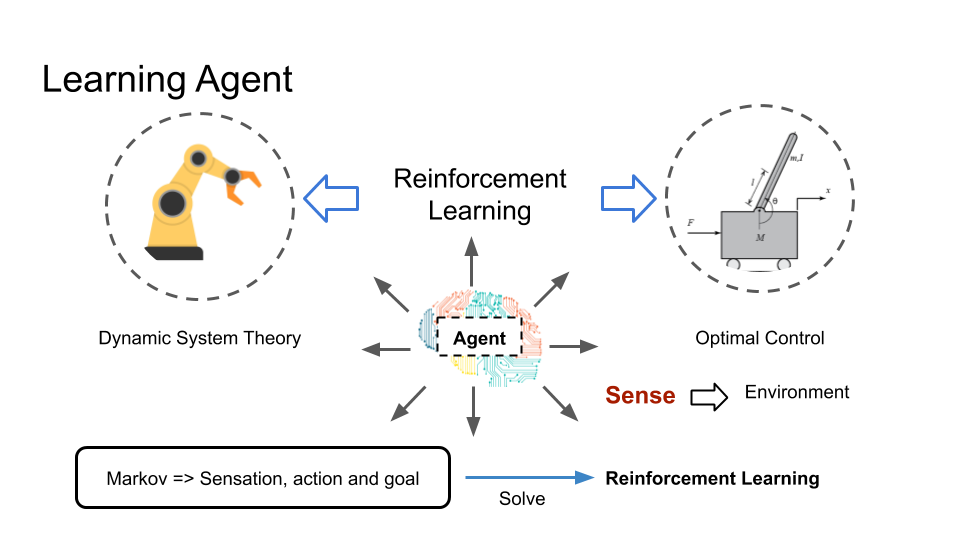 Learning Agent
Reinforcement
Learning
m,I
l
θ
x
F
M
Dynamic System Theory
Agent
Optimal Control
Sense
Environment
Markov => Sensation, action and goal
Solve
Reinforcement Learning